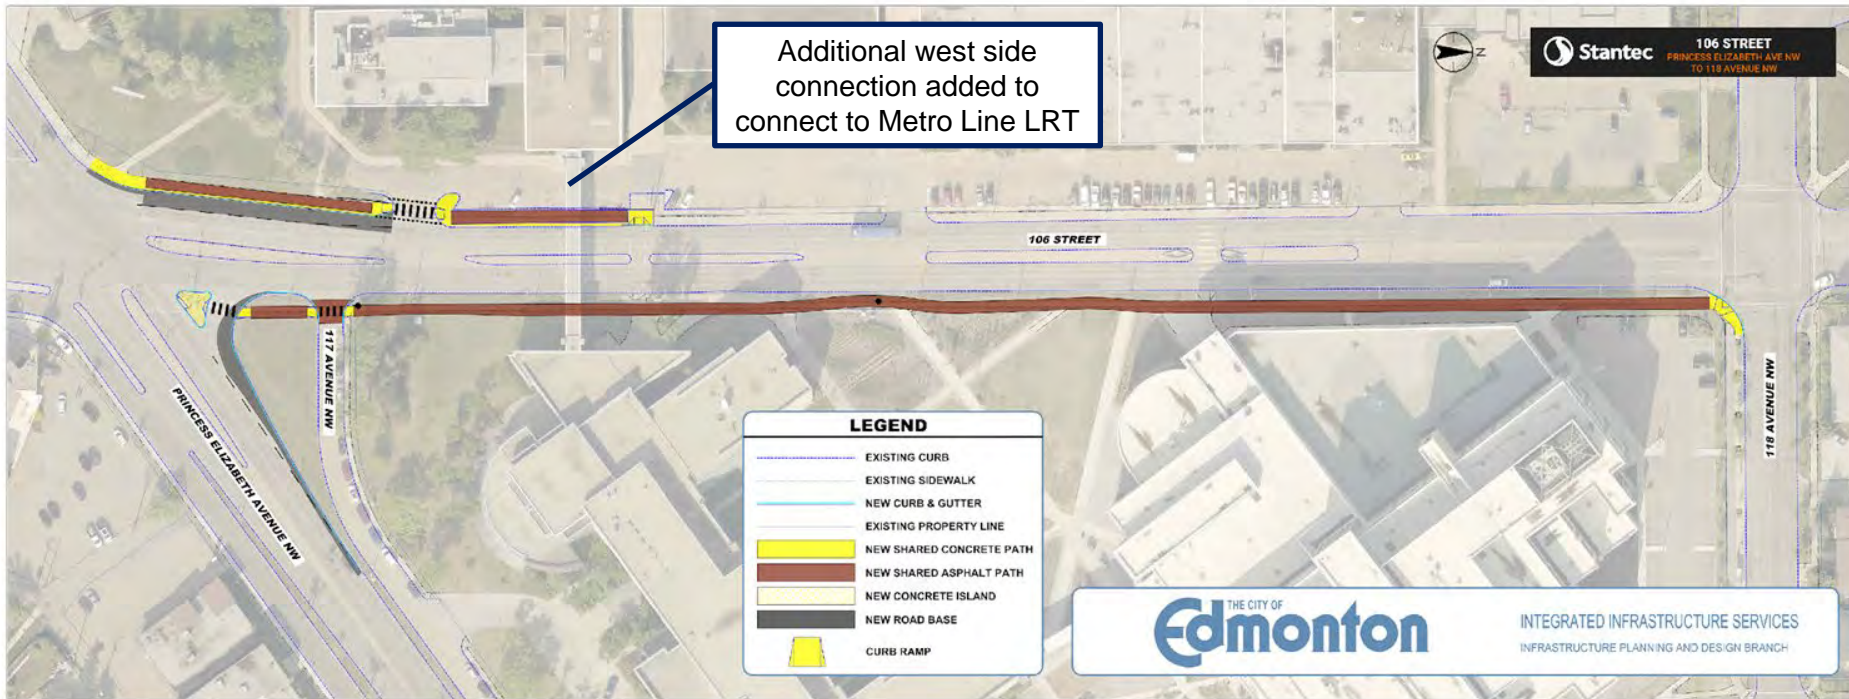 Additional west side
connection added to
connect to Metro Line LRT
N
Stantec
106 STREET
PRINCESS ELIZABETH AVE NW
TO 118 AVENUE NW
106 STREET
117 AVENUE NW
PRINCESS ELIZABETH AVENUE NW
118 AVENUE NW
LEGEND
EXISTING CURB
EXISTING SIDEWALK
NEW CURB & GUTTER
EXISTING PROPERTY LINE
NEW SHARED CONCRETE PATH
NEW SHARED ASPHALT PATH
NEW CONCRETE ISLAND
NEW ROAD BASE
CURB RAMP
THE CITY OF
Edmonton
INTEGRATED INFRASTRUCTURE SERVICES
INFRASTRUCTURE PLANNING AND DESIGN BRANCH